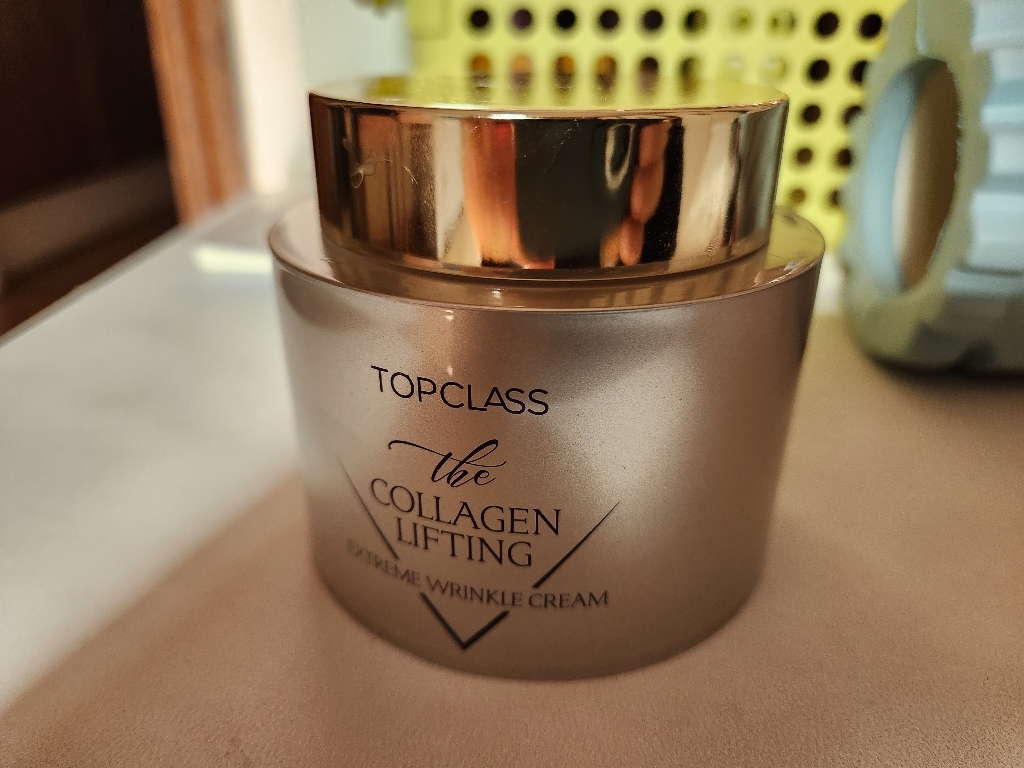 TOPCLASS
the
COLLAGEN
LIFTING
EXTREME WRINKLE CREAM